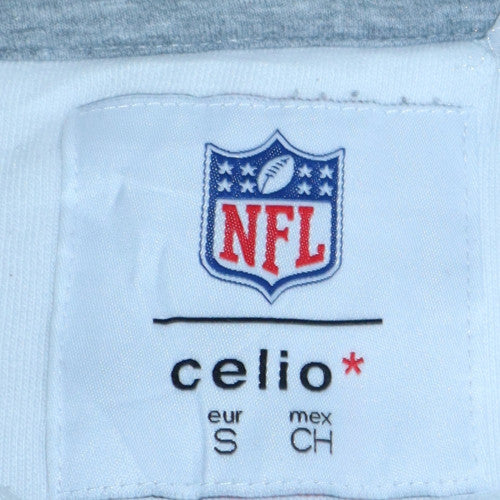 NFL
celio*
eur mex
S CH